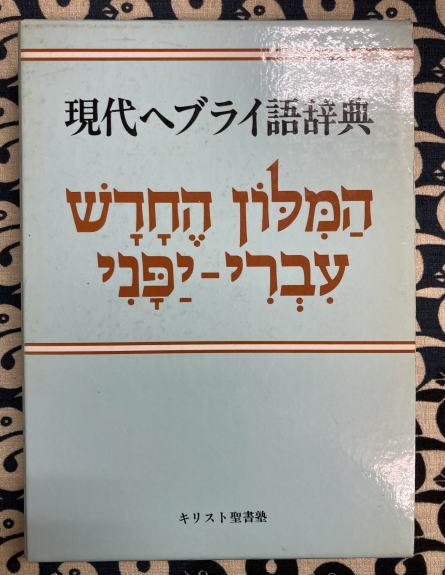 現代ヘブライ語辞典
הַמִּלּוֹן הֶחָדָשׁ
עִבְרִי-יַפָּנִי
キリスト聖書塾